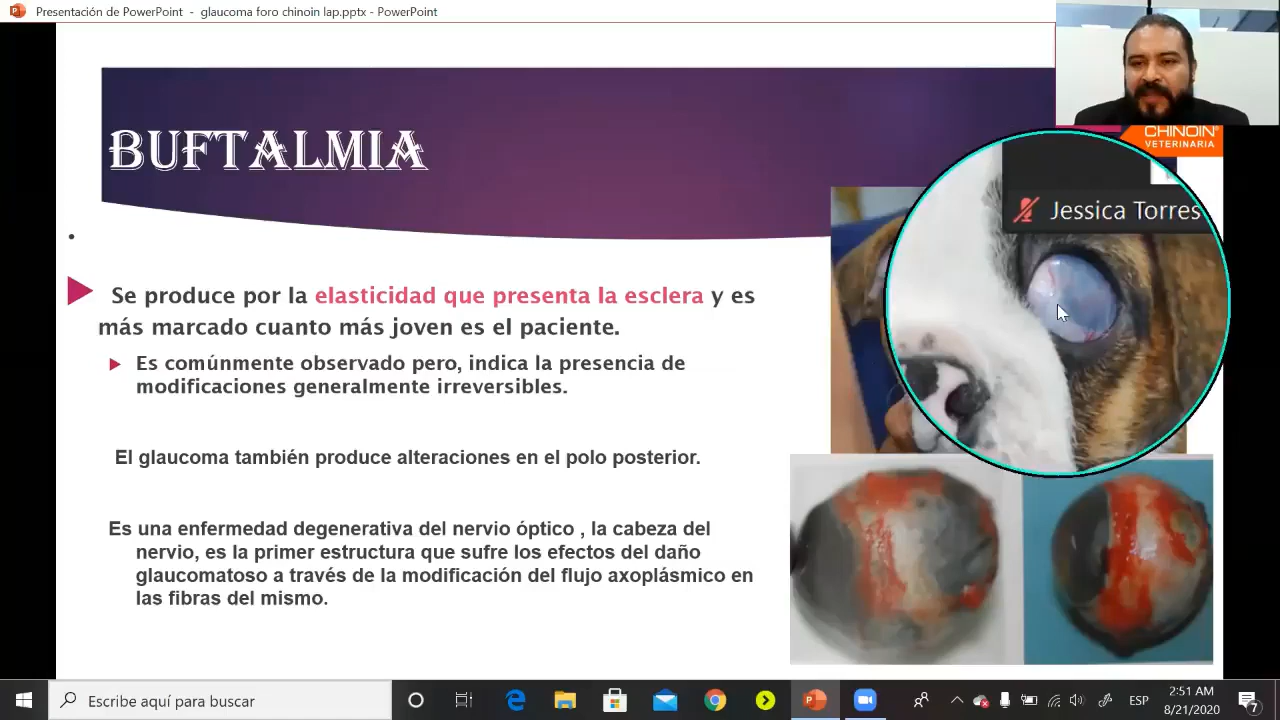 Presentación de PowerPoint - glaucoma foro chinoin lap.pptx - PowerPoint
BUFTALMIA
CHINOIN®
VETERINARIA
Jessica Torres
Se produce por la elasticidad que presenta la esclera y es
más marcado cuanto más joven es el paciente.
Es comúnmente observado pero, indica la presencia de
modificaciones generalmente irreversibles.
El glaucoma también produce alteraciones en el polo posterior.
Es una enfermedad degenerativa del nervio óptico , la cabeza del
nervio, es la primer estructura que sufre los efectos del daño
glaucomatoso a través de la modificación del flujo axoplásmico en
las fibras del mismo.
Escribe aquí para buscar
ESP
2:51 AM
8/21/2020
7